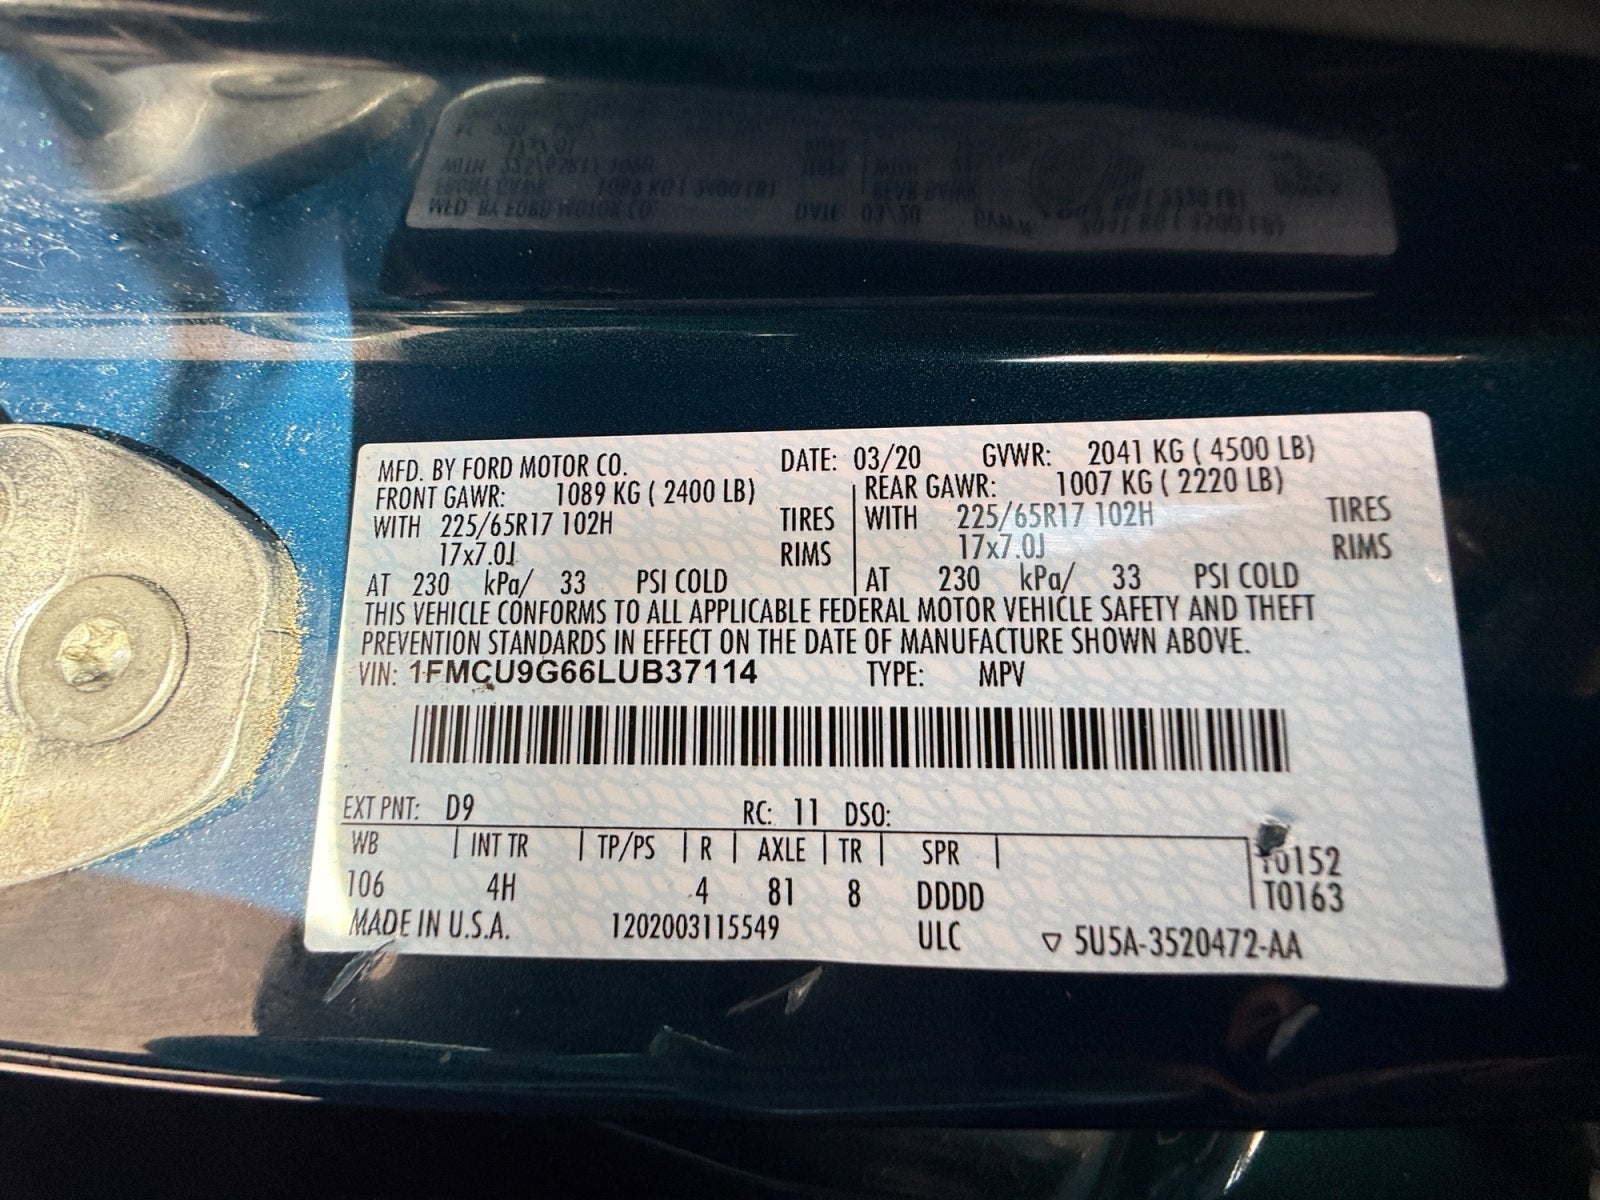 MFD. BY FORD MOTOR CO. DATE: 03/20 GVWR: 2041 KG ( 4500 LB)
FRONT GAWR: 1089 KG ( 2400 LB) REAR GAWR: 1007 KG ( 2220 LB)
WITH 225/65R17 102H TIRES WITH 225/65R17 102H TIRES
17x7.0J RIMS 17x7.0J RIMS
AT 230 kPa/ 33 PSI COLD AT 230 kPa/ 33 PSI COLD
THIS VEHICLE CONFORMS TO ALL APPLICABLE FEDERAL MOTOR VEHICLE SAFETY AND THEFT
PREVENTION STANDARDS IN EFFECT ON THE DATE OF MANUFACTURE SHOWN ABOVE.
VIN: 1FMCU9G66LUB37114 TYPE: MPV
EXT PNT: D9 RC: 11 DSO:
WB INT TR TP/PS R AXLE TR SPR T0152
106 4H 4 81 8 DDDD T0163
MADE IN U.S.A. 1202003115549 ULC ▽ 5U5A-3520472-AA